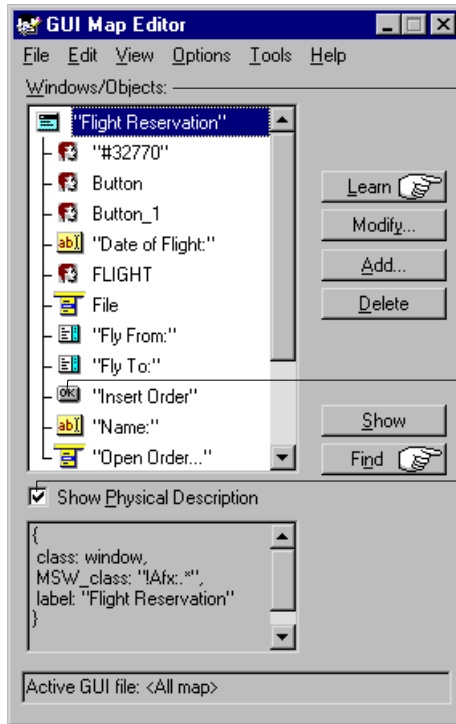 GUI Map Editor
File Edit View Options Tools Help
Windows/Objects:
"Flight Reservation"
"#32770"
Button
Button_1
"Date of Flight:"
FLIGHT
File
"Fly From:"
"Fly To:"
"Insert Order"
"Name:"
"Open Order..."
Learn
Modify...
Add...
Delete
Show
Find
Show Physical Description
{
class: window,
MSW_class: "!Afx:.*",
label: "Flight Reservation"
}
Active GUI file: <All map>